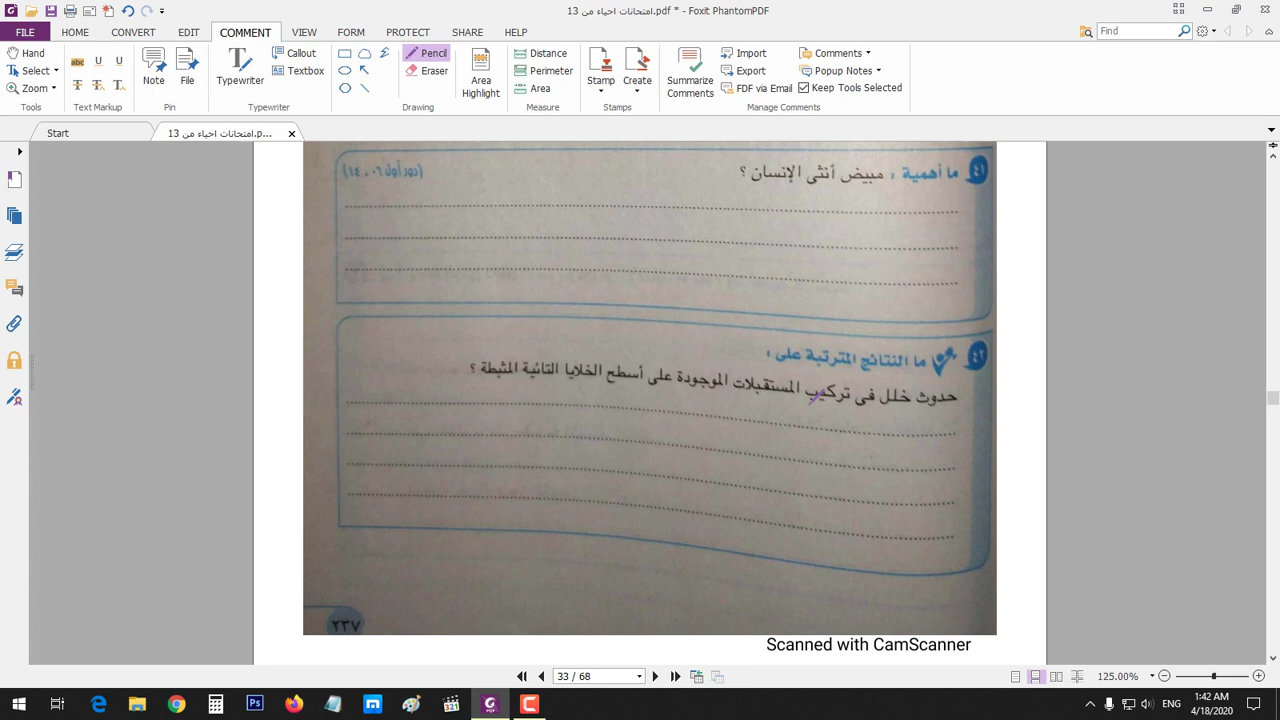 امتحانات احياء من 13.pdf * - Foxit PhantomPDF
FILE HOME CONVERT EDIT COMMENT VIEW FORM PROTECT SHARE HELP
Find
Hand
Select
Zoom
Tools
Text Markup
Note
File
Pin
Typewriter
Callout
Textbox
Typewriter
Pencil
Eraser
Area Highlight
Drawing
Distance
Perimeter
Area
Measure
Stamp
Create
Stamps
Summarize Comments
Import
Export
FDF via Email
Comments
Popup Notes
Keep Tools Selected
Manage Comments
Start
امتحانات احياء من 13.p...
٤١ ما أهمية : مبيض أنثى الإنسان ؟ (دور أول ٠٦ ، ١٤)
٤٢ ما النتائج المترتبة على :
حدوث خلل فى تركيب المستقبلات الموجودة على أسطح الخلايا التائية المثبطة ؟
٢٣٧
Scanned with CamScanner
33 / 68
125.00%
1:42 AM
4/18/2020